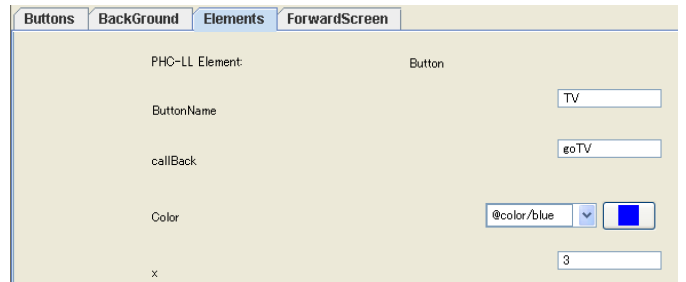 Buttons BackGround Elements ForwardScreen
PHC-LL Element: Button
ButtonName TV
callBack goTV
Color @color/blue
x 3